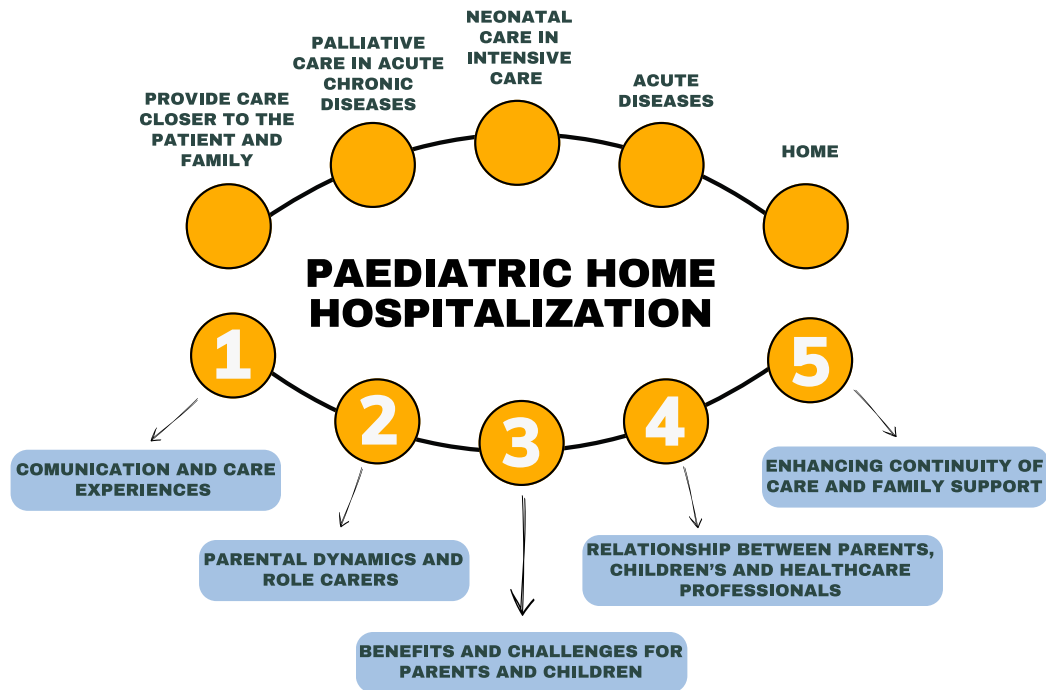 PROVIDE CARE
CLOSER TO THE
PATIENT AND
FAMILY
PALLIATIVE
CARE IN ACUTE
CHRONIC
DISEASES
NEONATAL
CARE IN
INTENSIVE
CARE
ACUTE
DISEASES
HOME
PAEDIATRIC HOME
HOSPITALIZATION
1
2
3
4
5
COMUNICATION AND CARE
EXPERIENCES
PARENTAL DYNAMICS AND
ROLE CARERS
BENEFITS AND CHALLENGES FOR
PARENTS AND CHILDREN
RELATIONSHIP BETWEEN PARENTS,
CHILDREN’S AND HEALTHCARE
PROFESSIONALS
ENHANCING CONTINUITY OF
CARE AND FAMILY SUPPORT